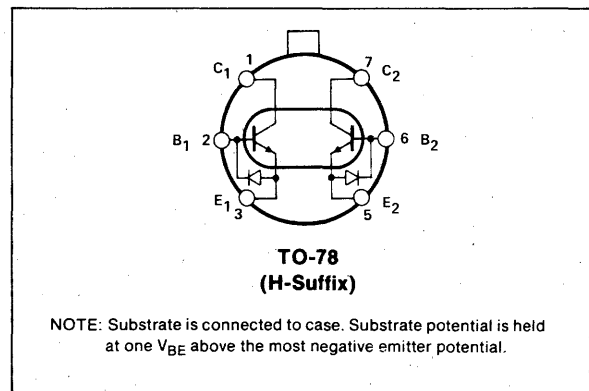 C1 1 7 C2
B1 2 6 B2
E1 3 5 E2
TO-78
(H-Suffix)
NOTE: Substrate is connected to case. Substrate potential is held
at one VBE above the most negative emitter potential.